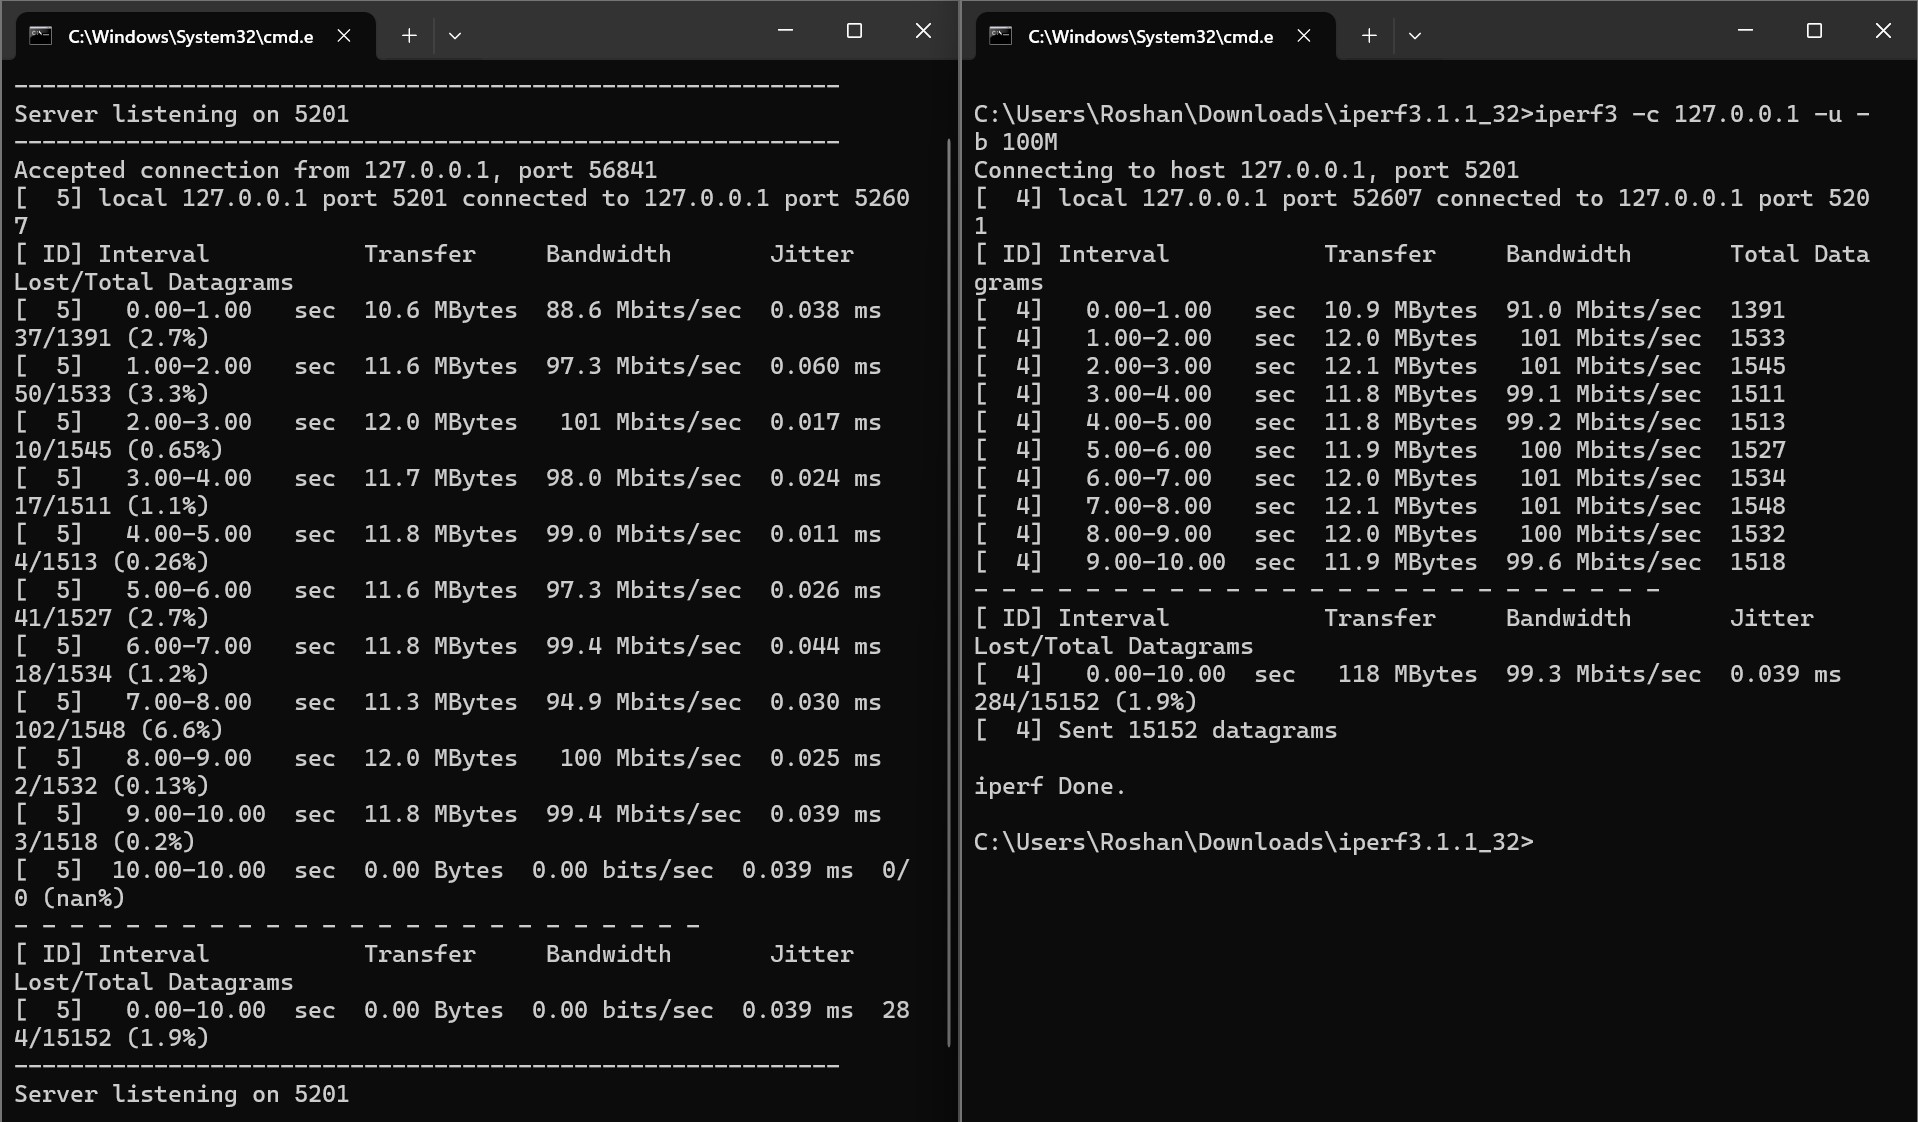 C:\Windows\System32\cmd.e
------------------------------------------------------------
Server listening on 5201
------------------------------------------------------------
Accepted connection from 127.0.0.1, port 56841
[  5] local 127.0.0.1 port 5201 connected to 127.0.0.1 port 5260
7
[ ID] Interval           Transfer     Bandwidth       Jitter
Lost/Total Datagrams
[  5]   0.00-1.00   sec  10.6 MBytes  88.6 Mbits/sec  0.038 ms
37/1391 (2.7%)
[  5]   1.00-2.00   sec  11.6 MBytes  97.3 Mbits/sec  0.060 ms
50/1533 (3.3%)
[  5]   2.00-3.00   sec  12.0 MBytes   101 Mbits/sec  0.017 ms
10/1545 (0.65%)
[  5]   3.00-4.00   sec  11.7 MBytes  98.0 Mbits/sec  0.024 ms
17/1511 (1.1%)
[  5]   4.00-5.00   sec  11.8 MBytes  99.0 Mbits/sec  0.011 ms
4/1513 (0.26%)
[  5]   5.00-6.00   sec  11.6 MBytes  97.3 Mbits/sec  0.026 ms
41/1527 (2.7%)
[  5]   6.00-7.00   sec  11.8 MBytes  99.4 Mbits/sec  0.044 ms
18/1534 (1.2%)
[  5]   7.00-8.00   sec  11.3 MBytes  94.9 Mbits/sec  0.030 ms
102/1548 (6.6%)
[  5]   8.00-9.00   sec  12.0 MBytes   100 Mbits/sec  0.025 ms
2/1532 (0.13%)
[  5]   9.00-10.00  sec  11.8 MBytes  99.4 Mbits/sec  0.039 ms
3/1518 (0.2%)
[  5]  10.00-10.00  sec  0.00 Bytes  0.00 bits/sec  0.039 ms  0/
0 (nan%)
- - - - - - - - - - - - - - - - - - - - - - - - -
[ ID] Interval           Transfer     Bandwidth       Jitter
Lost/Total Datagrams
[  5]   0.00-10.00  sec  0.00 Bytes  0.00 bits/sec  0.039 ms  28
4/15152 (1.9%)
------------------------------------------------------------
Server listening on 5201
C:\Windows\System32\cmd.e
C:\Users\Roshan\Downloads\iperf3.1.1_32>iperf3 -c 127.0.0.1 -u -
b 100M
Connecting to host 127.0.0.1, port 5201
[  4] local 127.0.0.1 port 52607 connected to 127.0.0.1 port 520
1
[ ID] Interval           Transfer     Bandwidth       Total Data
grams
[  4]   0.00-1.00   sec  10.9 MBytes  91.0 Mbits/sec  1391
[  4]   1.00-2.00   sec  12.0 MBytes   101 Mbits/sec  1533
[  4]   2.00-3.00   sec  12.1 MBytes   101 Mbits/sec  1545
[  4]   3.00-4.00   sec  11.8 MBytes  99.1 Mbits/sec  1511
[  4]   4.00-5.00   sec  11.8 MBytes  99.2 Mbits/sec  1513
[  4]   5.00-6.00   sec  11.9 MBytes   100 Mbits/sec  1527
[  4]   6.00-7.00   sec  12.0 MBytes   101 Mbits/sec  1534
[  4]   7.00-8.00   sec  12.1 MBytes   101 Mbits/sec  1548
[  4]   8.00-9.00   sec  12.0 MBytes   100 Mbits/sec  1532
[  4]   9.00-10.00  sec  11.9 MBytes  99.6 Mbits/sec  1518
- - - - - - - - - - - - - - - - - - - - - - - - -
[ ID] Interval           Transfer     Bandwidth       Jitter
Lost/Total Datagrams
[  4]   0.00-10.00  sec   118 MBytes  99.3 Mbits/sec  0.039 ms
284/15152 (1.9%)
[  4] Sent 15152 datagrams
iperf Done.
C:\Users\Roshan\Downloads\iperf3.1.1_32>